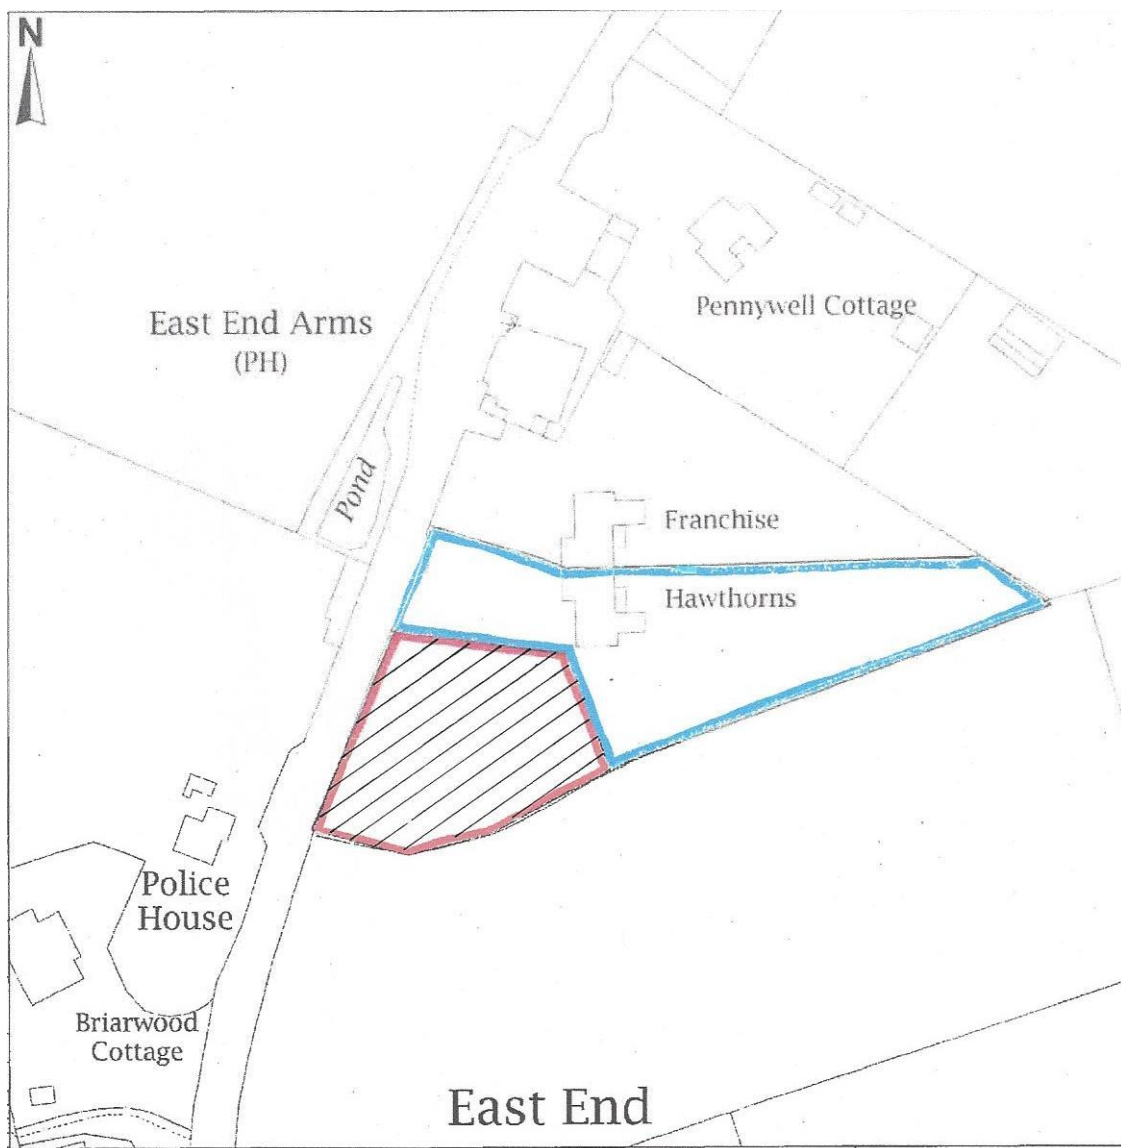 N
East End Arms
(PH)
Pennywell Cottage
Pond
Franchise
Hawthorns
Police
House
Briarwood
Cottage
East End